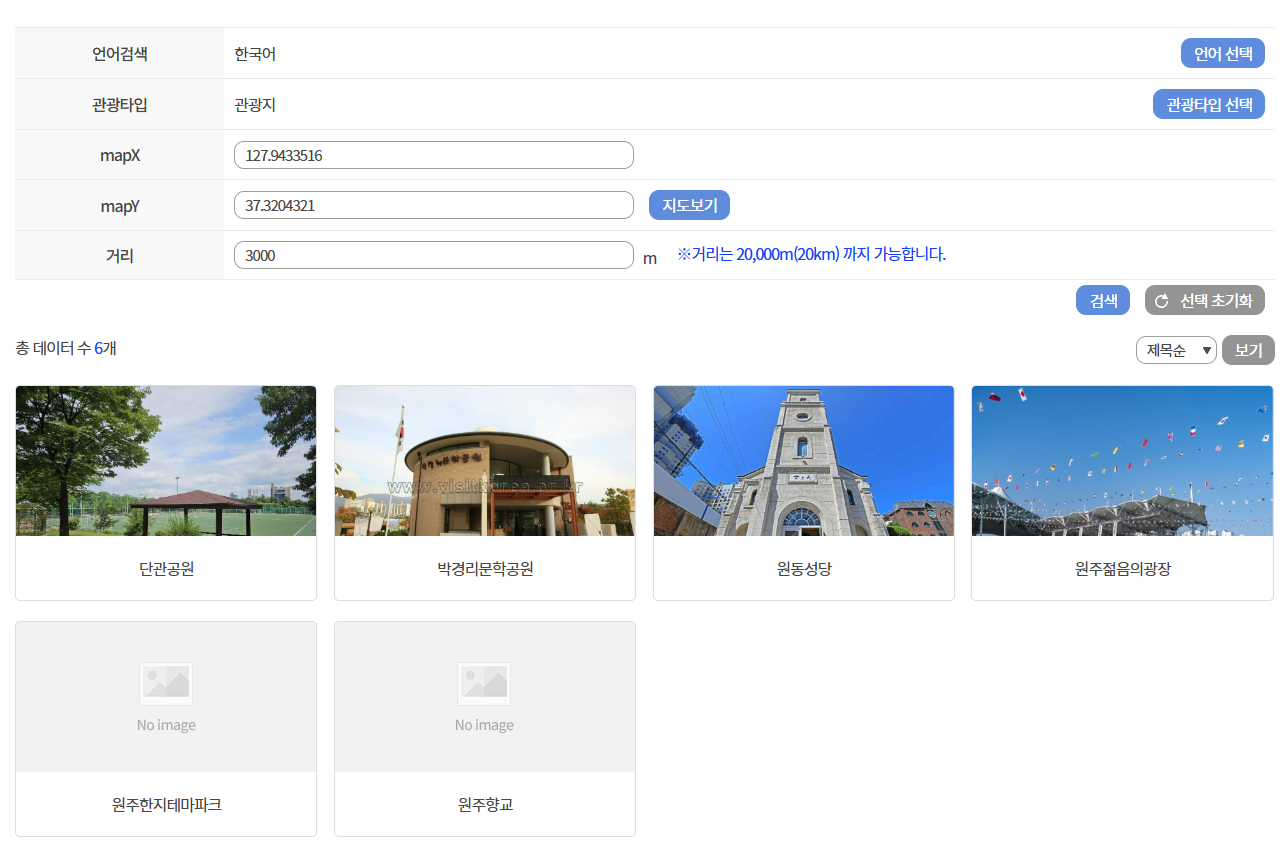 언어검색 한국어 언어 선택
관광타입 관광지 관광타입 선택
mapX 127.9433516
mapY 37.3204321 지도보기
거리 3000 m ※거리는 20,000m(20km) 까지 가능합니다.
검색 선택 초기화
총 데이터 수 6개 제목순 ▼ 보기
www.visitkorea.or.kr
단관공원 박경리문학공원 원동성당 원주젊음의광장
No image No image
원주한지테마파크 원주향교